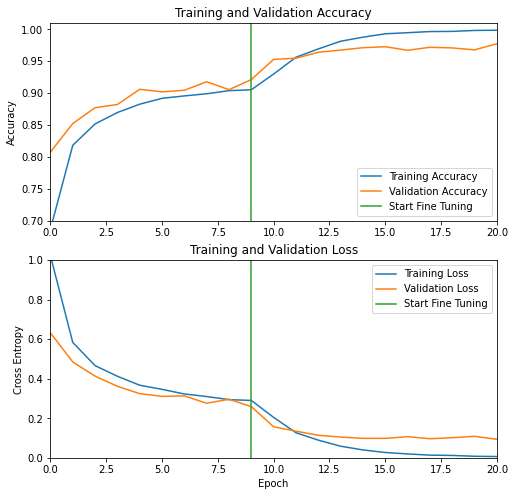 Training and Validation Accuracy
1.00
0.95
0.90
0.85
0.80
0.75
0.70
Accuracy
Training Accuracy
Validation Accuracy
Start Fine Tuning
0.0 2.5 5.0 7.5 10.0 12.5 15.0 17.5 20.0
Training and Validation Loss
1.0
0.8
0.6
0.4
0.2
0.0
Cross Entropy
Training Loss
Validation Loss
Start Fine Tuning
0.0 2.5 5.0 7.5 10.0 12.5 15.0 17.5 20.0
Epoch